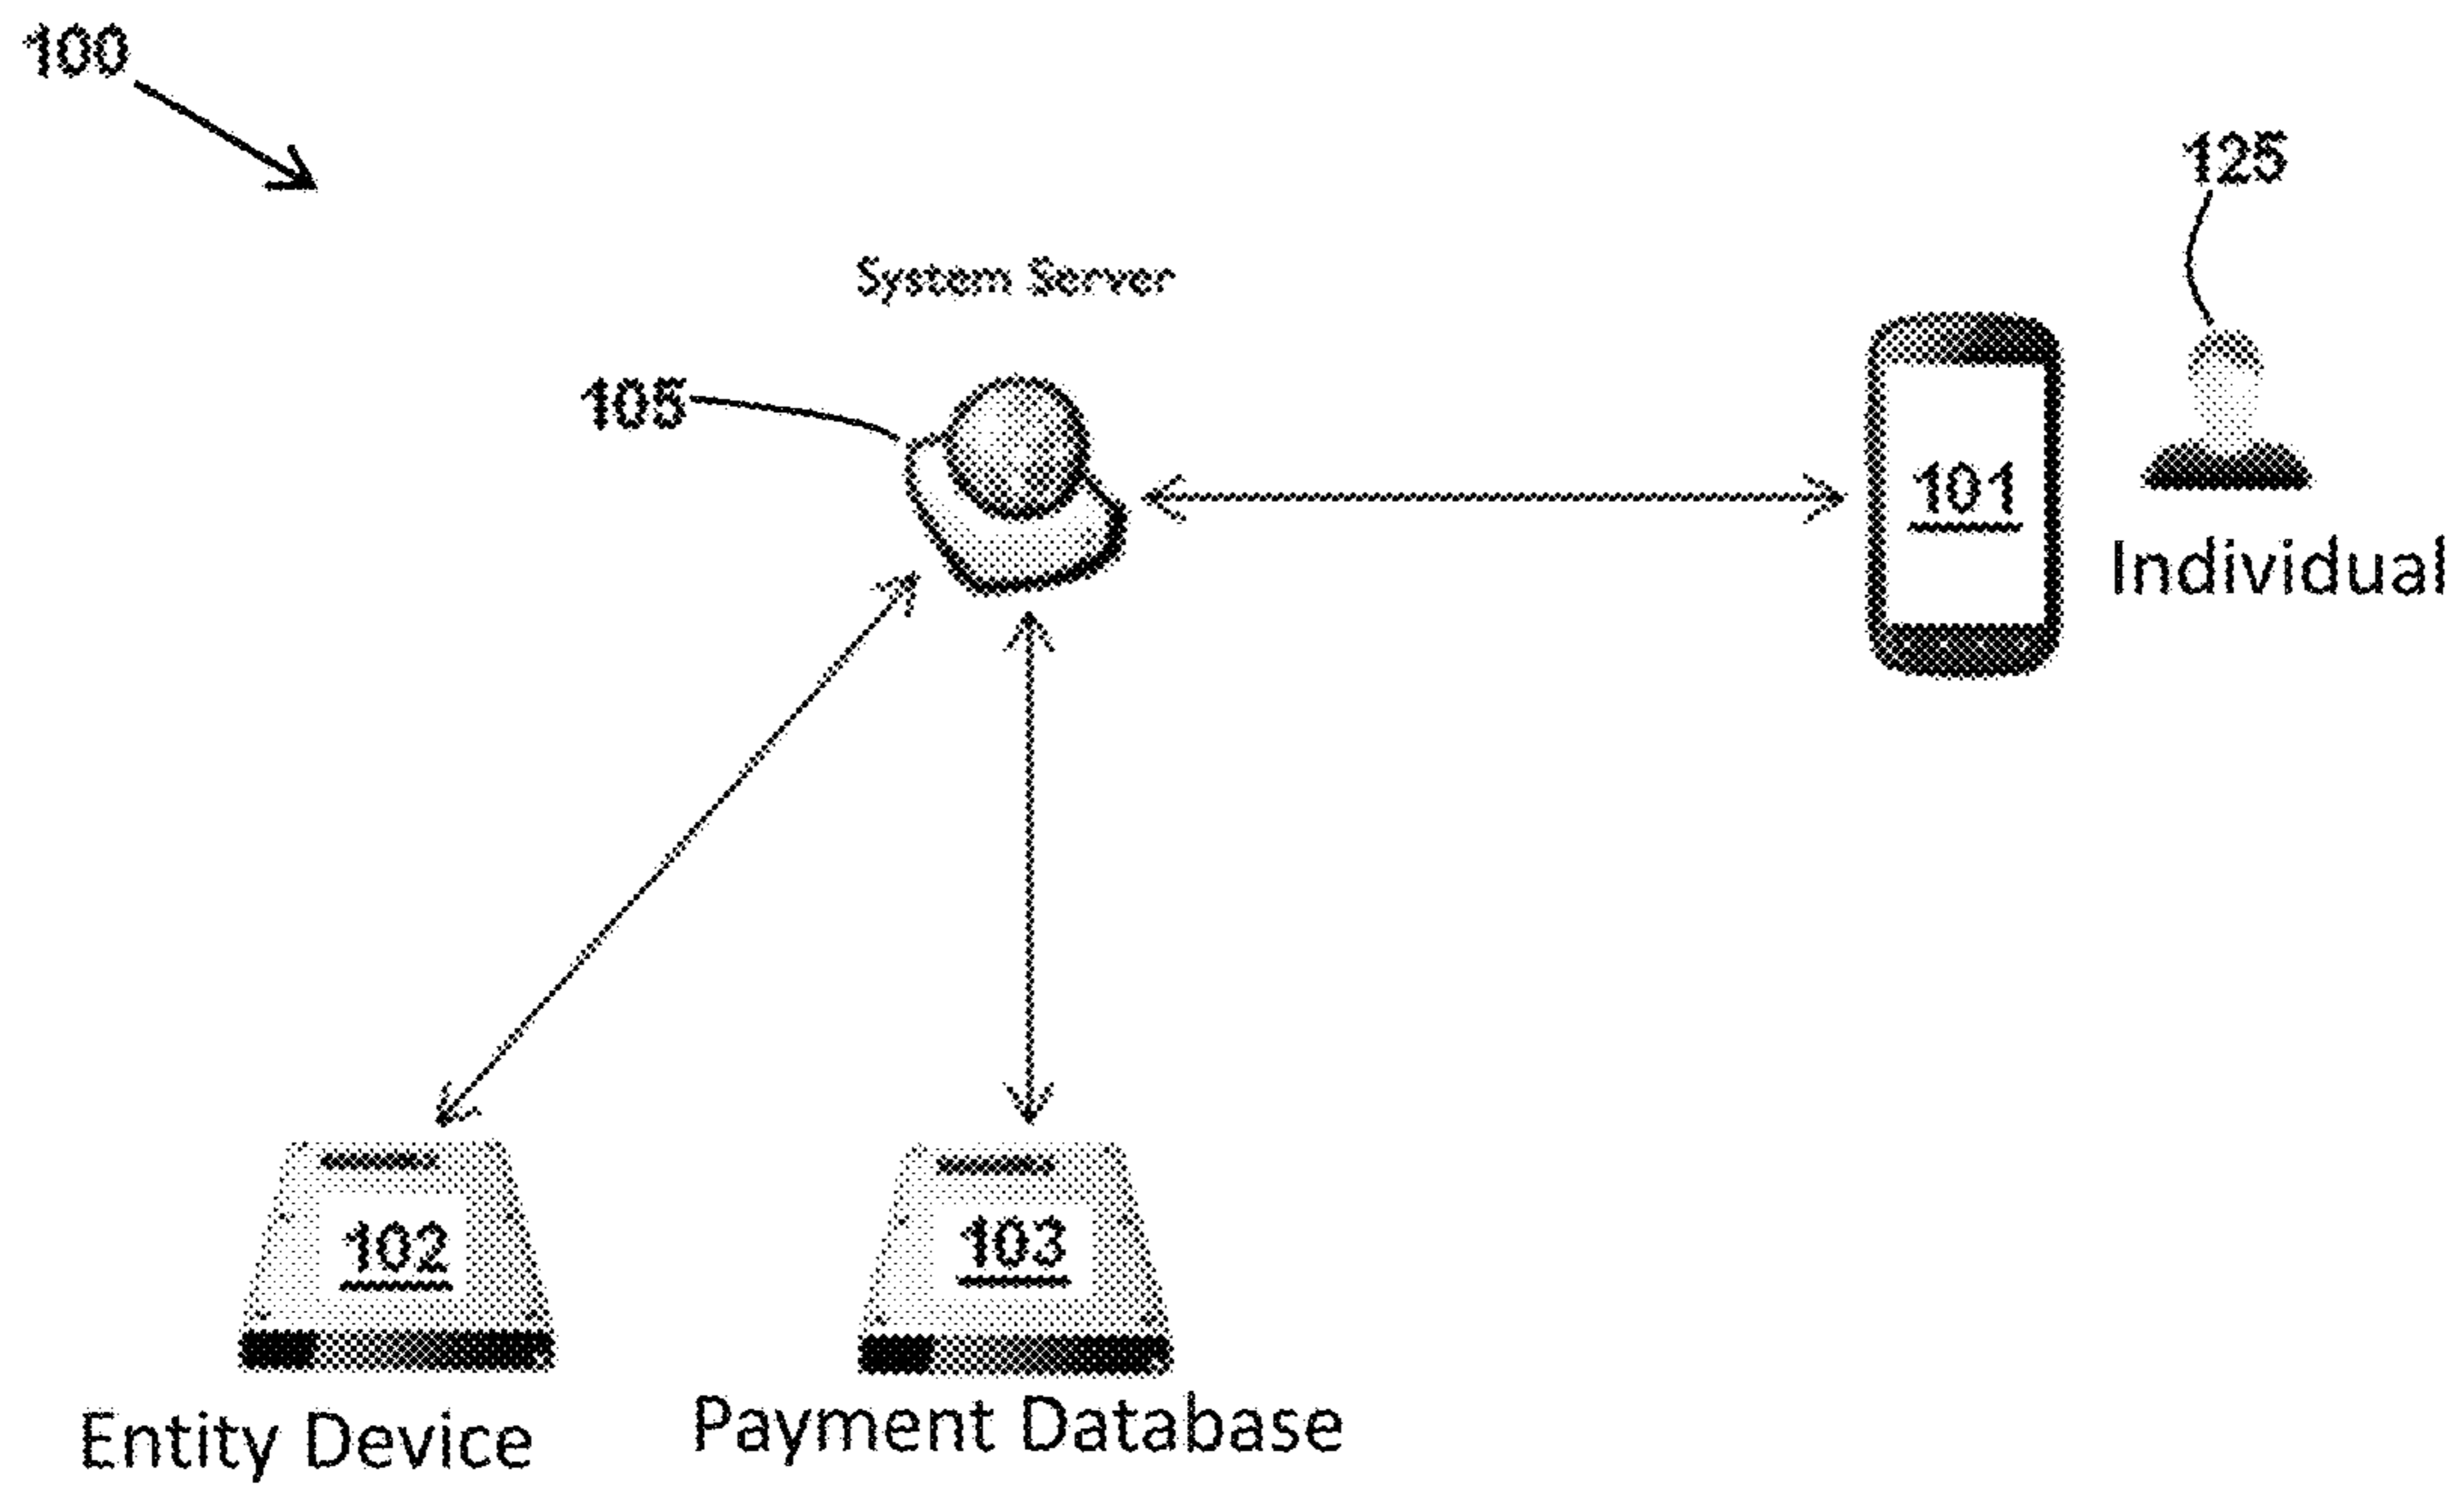 100
125
System Server
105
101
Individual
102
103
Entity Device
Payment Database